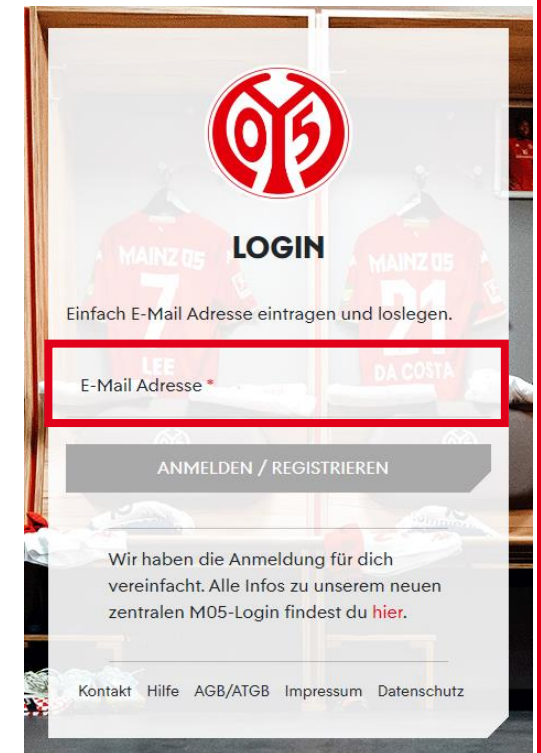 05
LOGIN
MAINZ 05
7
LEE
MAINZ 05
21
DA COSTA
Einfach E-Mail Adresse eintragen und loslegen.
E-Mail Adresse *
ANMELDEN / REGISTRIEREN
Wir haben die Anmeldung für dich
vereinfacht. Alle Infos zu unserem neuen
zentralen M05-Login findest du hier.
Kontakt Hilfe AGB/ATGB Impressum Datenschutz